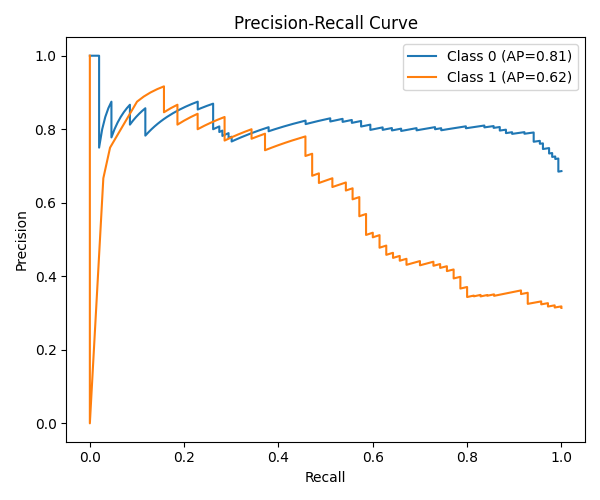 Precision-Recall Curve
Class 0 (AP=0.81)
Class 1 (AP=0.62)
Precision
1.0
0.8
0.6
0.4
0.2
0.0
0.0 0.2 0.4 0.6 0.8 1.0
Recall